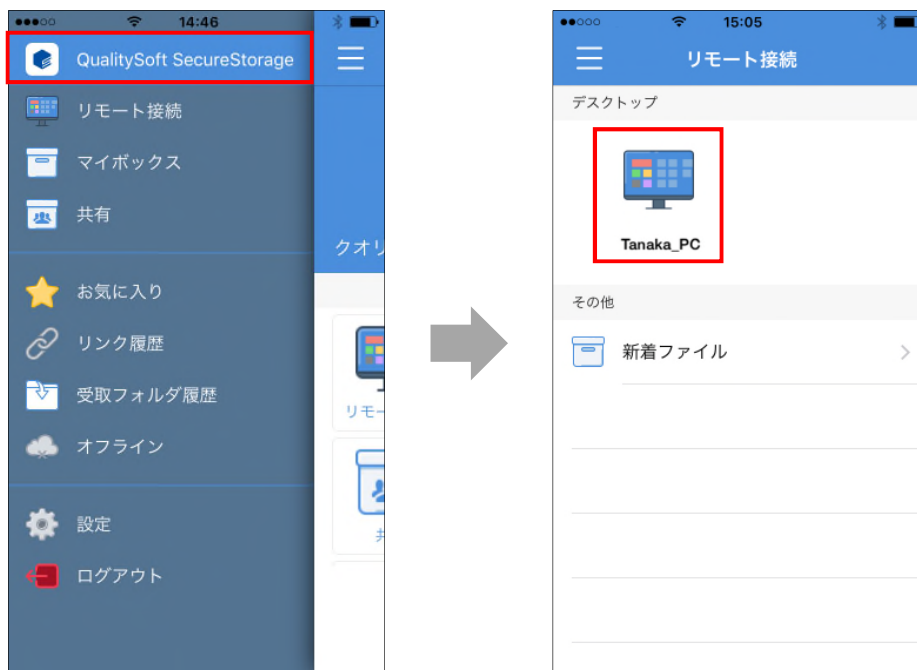 14:46
QualitySoft SecureStorage
リモート接続
マイボックス
共有
お気に入り
リンク履歴
受取フォルダ履歴
オフライン
設定
ログアウト
クオリ
リモー
共
15:05
リモート接続
デスクトップ
Tanaka_PC
その他
新着ファイル